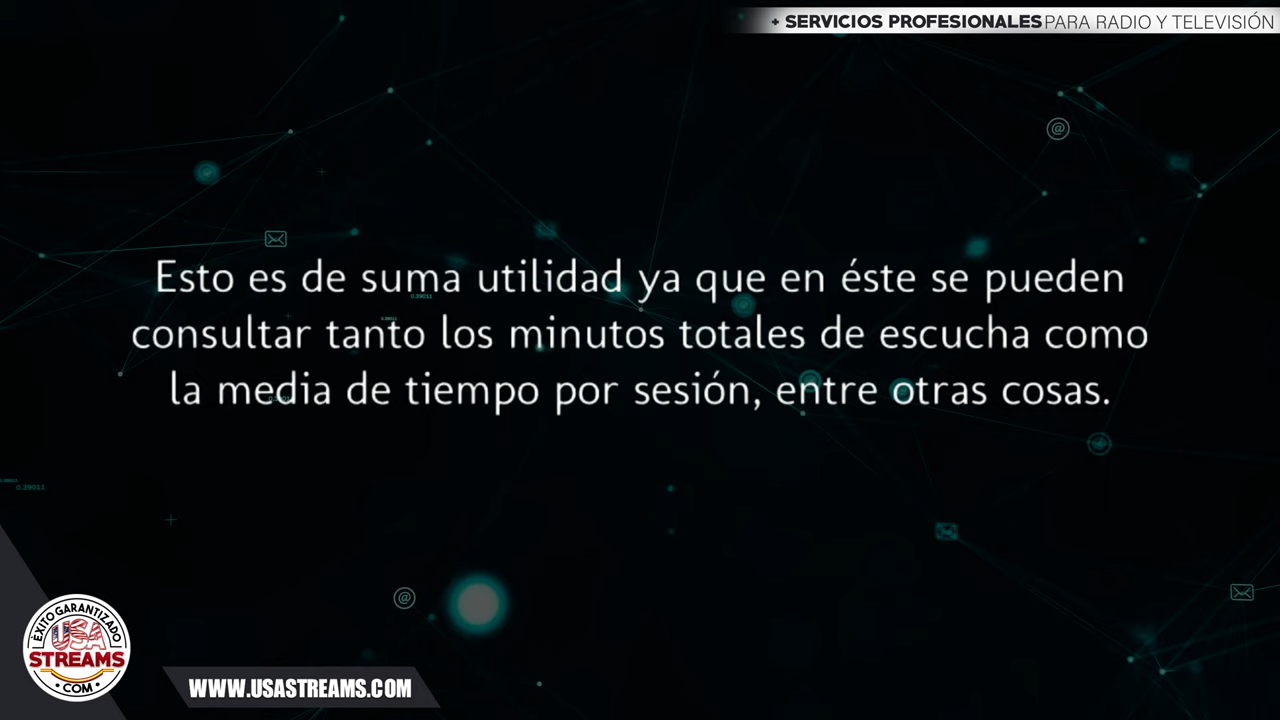 + SERVICIOS PROFESIONALES PARA RADIO Y TELEVISIÓN
Esto es de suma utilidad ya que en éste se pueden
consultar tanto los minutos totales de escucha como
la media de tiempo por sesión, entre otras cosas.
0.39011
ÉXITO GARANTIZADO
USA
STREAMS
• COM •
WWW.USASTREAMS.COM